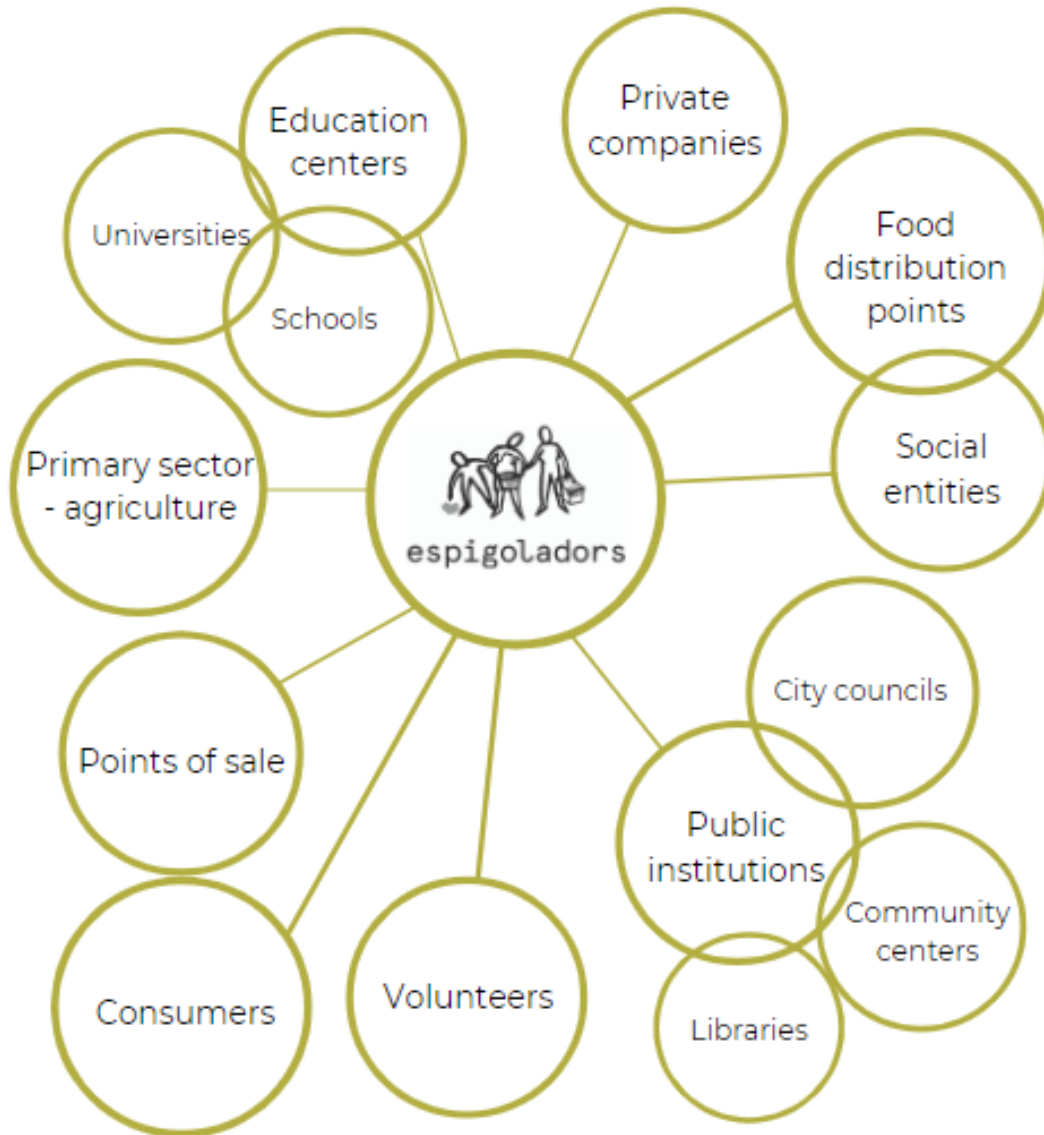 Education
centers
Private
companies
Universities
Food
distribution
points
Schools
Primary sector
- agriculture
Social
entities
espigoladors
City councils
Points of sale
Public
institutions
Community
centers
Consumers
Volunteers
Libraries